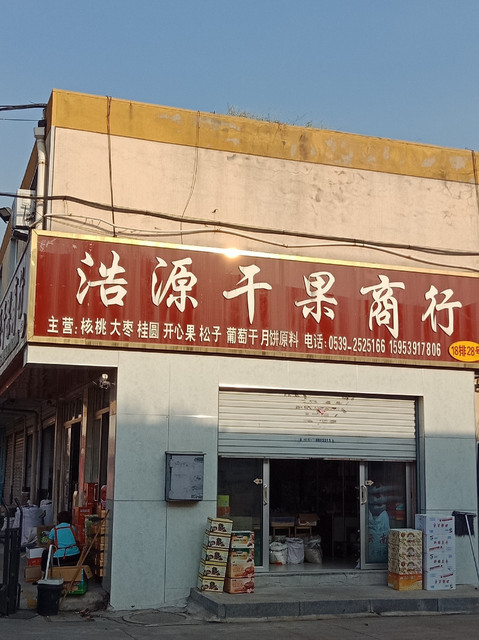 浩源干果商行
主营:核桃 大枣 桂圆 开心果 松子 葡萄干 月饼原料 电话:0539-2525166 15953917806
18排28号